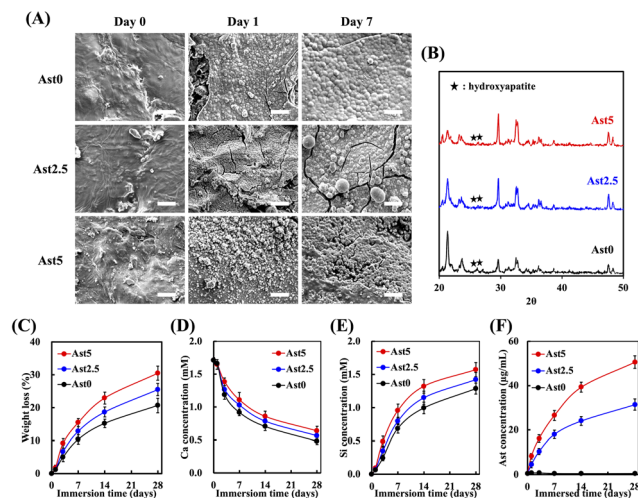 (A)
Day 0 Day 1 Day 7
Ast0
Ast2.5
Ast5
(B)
★ : hydroxyapatite
Ast5
★★
Ast2.5
★★
Ast0
★★
20 30 40 50
2θ
(C)
Weight loss (%)
40
30
20
10
0
Ast5
Ast2.5
Ast0
0 7 14 21 28
Immersion time (days)
(D)
Ca concentration (mM)
2.0
1.5
1.0
0.5
0.0
Ast5
Ast2.5
Ast0
0 7 14 21 28
Immersion time (days)
(E)
Si concentration (mM)
2.0
1.5
1.0
0.5
0.0
Ast5
Ast2.5
Ast0
0 7 14 21 28
Immersion time (days)
(F)
Ast concentration (μg/mL)
60
40
20
0
Ast5
Ast2.5
Ast0
0 7 14 21 28
Immersed time (days)